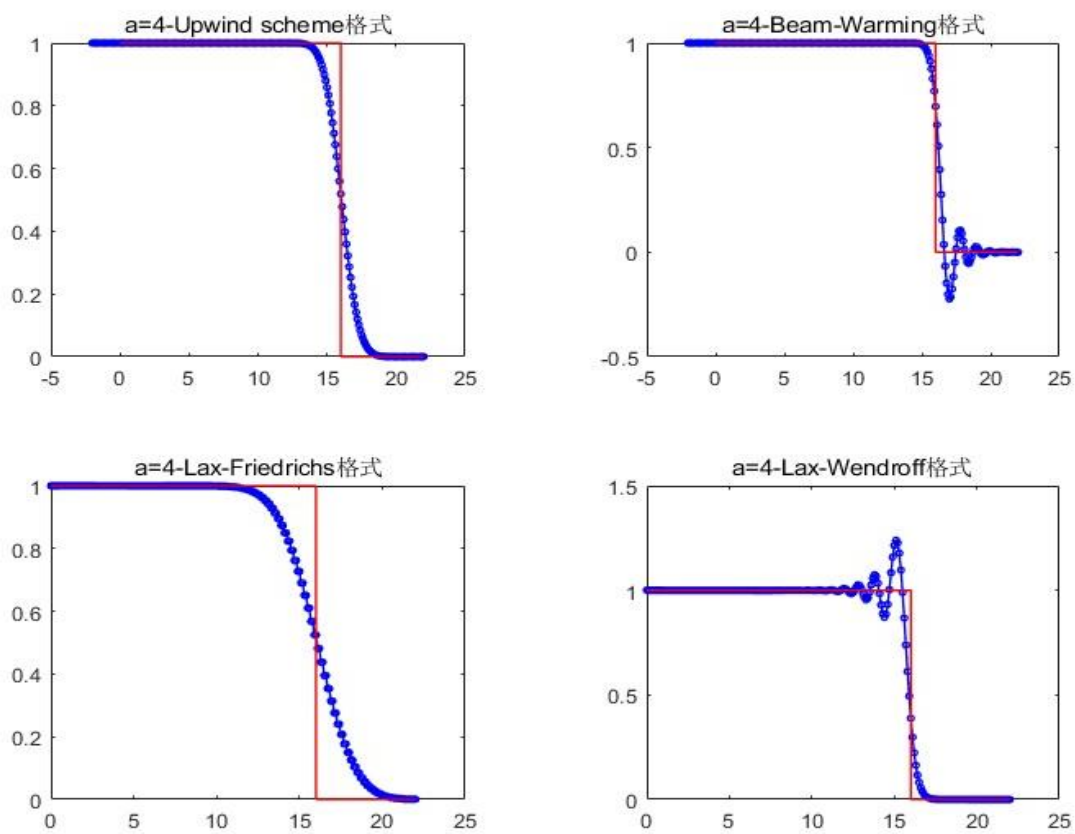 a=4-Upwind scheme格式
1
0.8
0.6
0.4
0.2
0
-5 0 5 10 15 20 25
a=4-Beam-Warming格式
1
0.5
0
-0.5
-5 0 5 10 15 20 25
a=4-Lax-Friedrichs格式
1
0.8
0.6
0.4
0.2
0
0 5 10 15 20 25
a=4-Lax-Wendroff格式
1.5
1
0.5
0
0 5 10 15 20 25